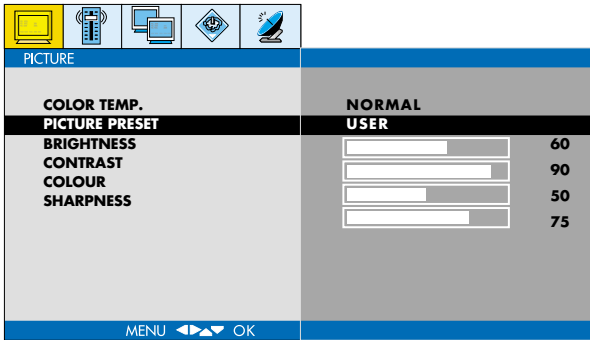 PICTURE
COLOR TEMP. NORMAL
PICTURE PRESET USER
BRIGHTNESS 60
CONTRAST 90
COLOUR 50
SHARPNESS 75
MENU OK